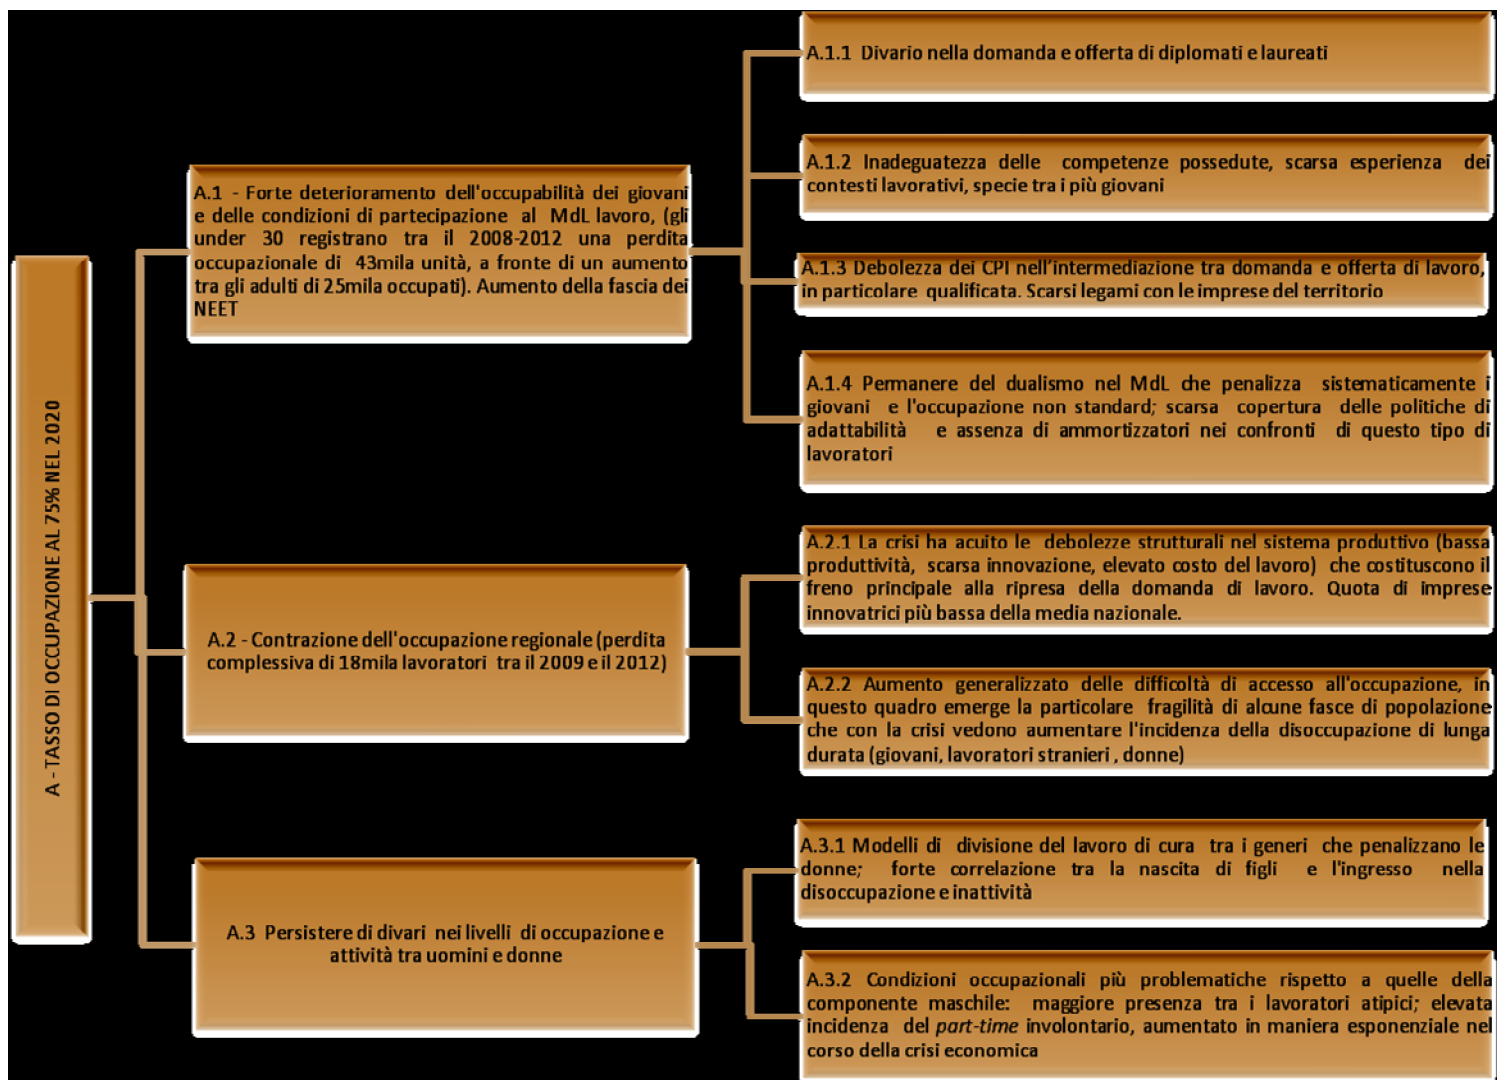 A - TASSO DI OCCUPAZIONE AL 75% NEL 2020
A.1 - Forte deterioramento dell'occupabilità dei giovani
e delle condizioni di partecipazione al MdL lavoro, (gli
under 30 registrano tra il 2008-2012 una perdita
occupazionale di 43mila unità, a fronte di un aumento
tra gli adulti di 25mila occupati). Aumento della fascia dei
NEET
A.1.1 Divario nella domanda e offerta di diplomati e laureati
A.1.2 Inadeguatezza delle competenze possedute, scarsa esperienza dei
contesti lavorativi, specie tra i più giovani
A.1.3 Debolezza dei CPI nell'intermediazione tra domanda e offerta di lavoro,
in particolare qualificata. Scarsi legami con le imprese del territorio
A.1.4 Permanere del dualismo nel MdL che penalizza sistematicamente i
giovani e l'occupazione non standard; scarsa copertura delle politiche di
adattabilità e assenza di ammortizzatori nei confronti di questo tipo di
lavoratori
A.2 - Contrazione dell'occupazione regionale (perdita
complessiva di 18mila lavoratori tra il 2009 e il 2012)
A.2.1 La crisi ha acuito le debolezze strutturali nel sistema produttivo (bassa
produttività, scarsa innovazione, elevato costo del lavoro) che costituscono il
freno principale alla ripresa della domanda di lavoro. Quota di imprese
innovatrici più bassa della media nazionale.
A.2.2 Aumento generalizzato delle difficoltà di accesso all'occupazione, in
questo quadro emerge la particolare fragilità di alcune fasce di popolazione
che con la crisi vedono aumentare l'incidenza della disoccupazione di lunga
durata (giovani, lavoratori stranieri , donne)
A.3 Persistere di divari nei livelli di occupazione e
attività tra uomini e donne
A.3.1 Modelli di divisione del lavoro di cura tra i generi che penalizzano le
donne; forte correlazione tra la nascita di figli e l'ingresso nella
disoccupazione e inattività
A.3.2 Condizioni occupazionali più problematiche rispetto a quelle della
componente maschile: maggiore presenza tra i lavoratori atipici; elevata
incidenza del part-time involontario, aumentato in maniera esponenziale nel
corso della crisi economica